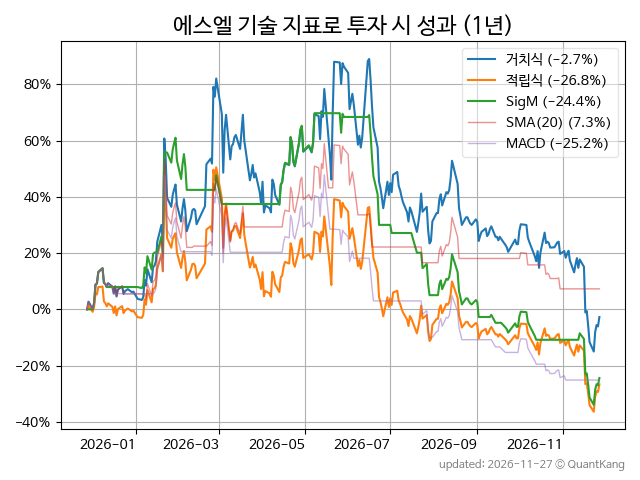 에스엘 기술 지표로 투자 시 성과 (1년)
거치식 (−2.7%)
적립식 (−26.8%)
SigM (−24.4%)
SMA(20) (7.3%)
MACD (−25.2%)
80%
60%
40%
20%
0%
−20%
−40%
2026-01 2026-03 2026-05 2026-07 2026-09 2026-11
updated: 2026-11-27 © QuantKang